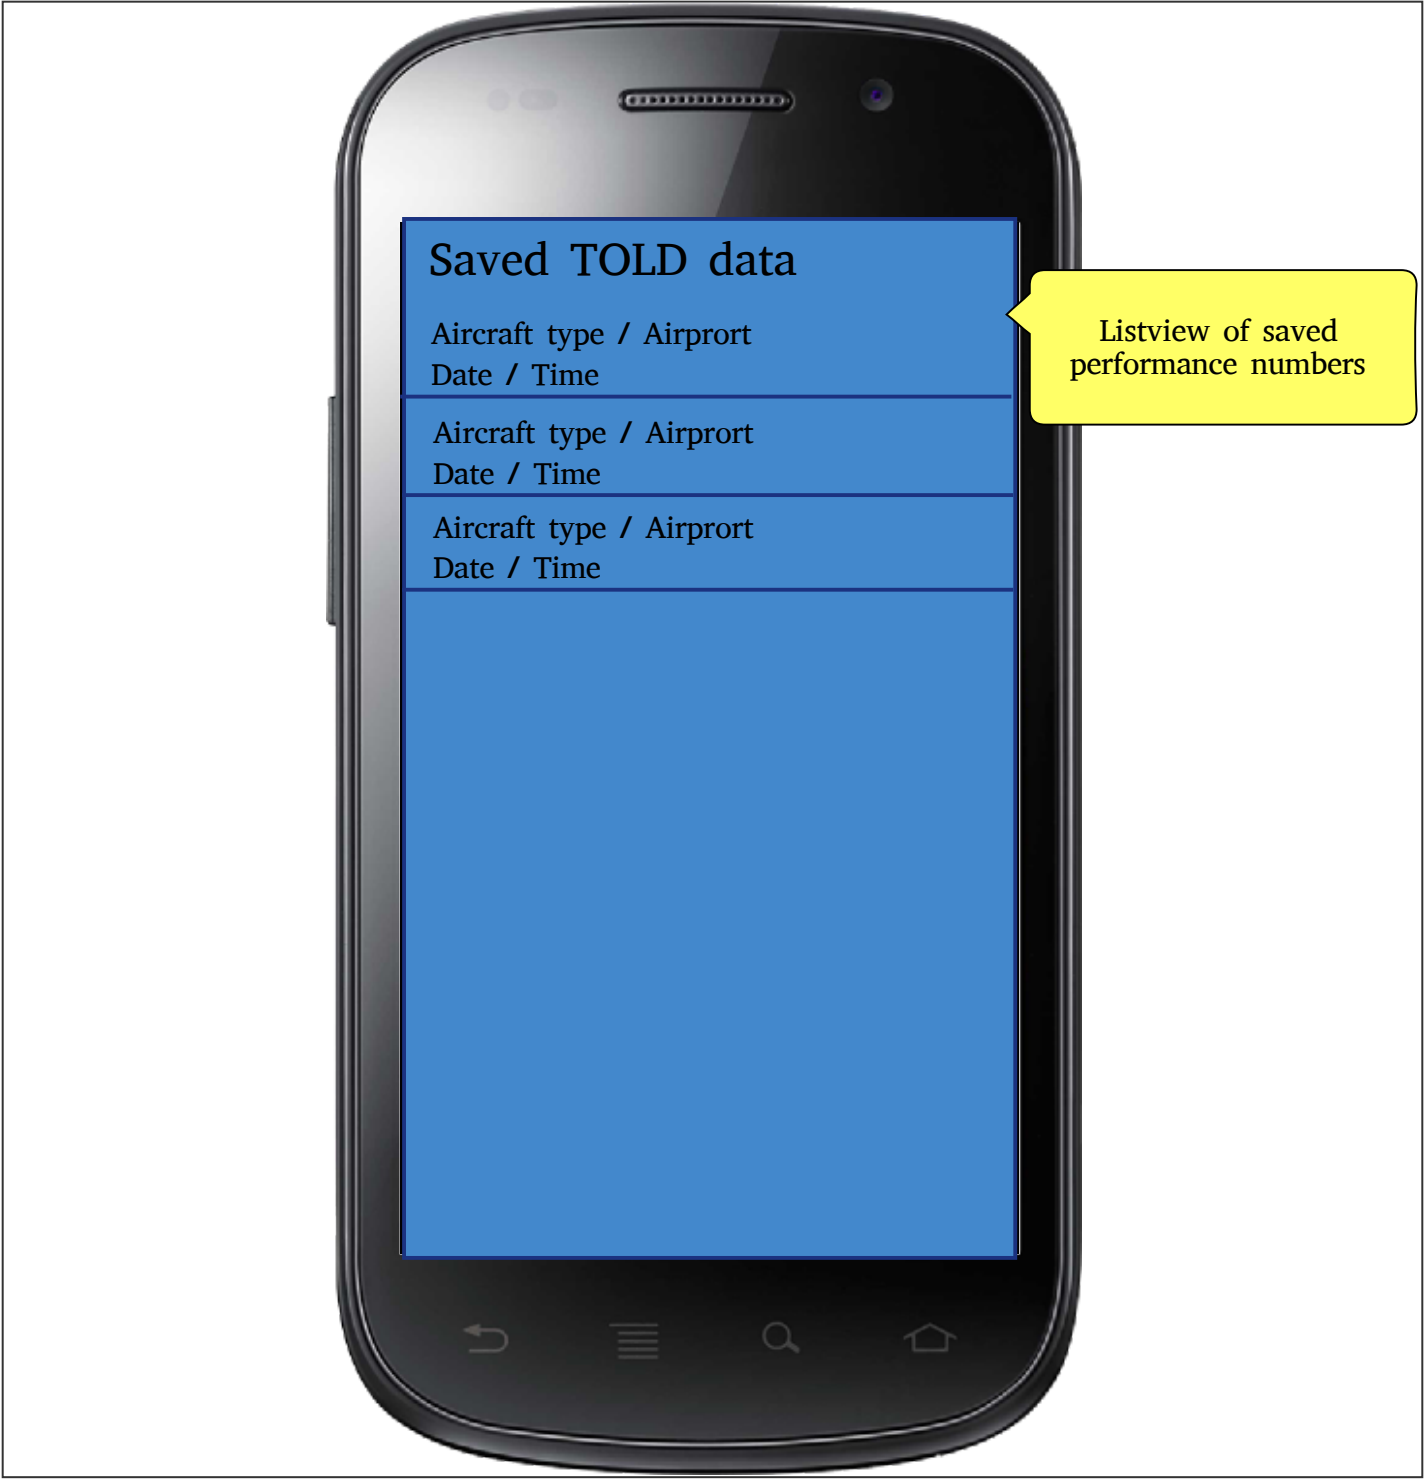 Saved TOLD data
Aircraft type / Airprort
Date / Time
Listview of saved
performance numbers
Aircraft type / Airprort
Date / Time
Aircraft type / Airprort
Date / Time